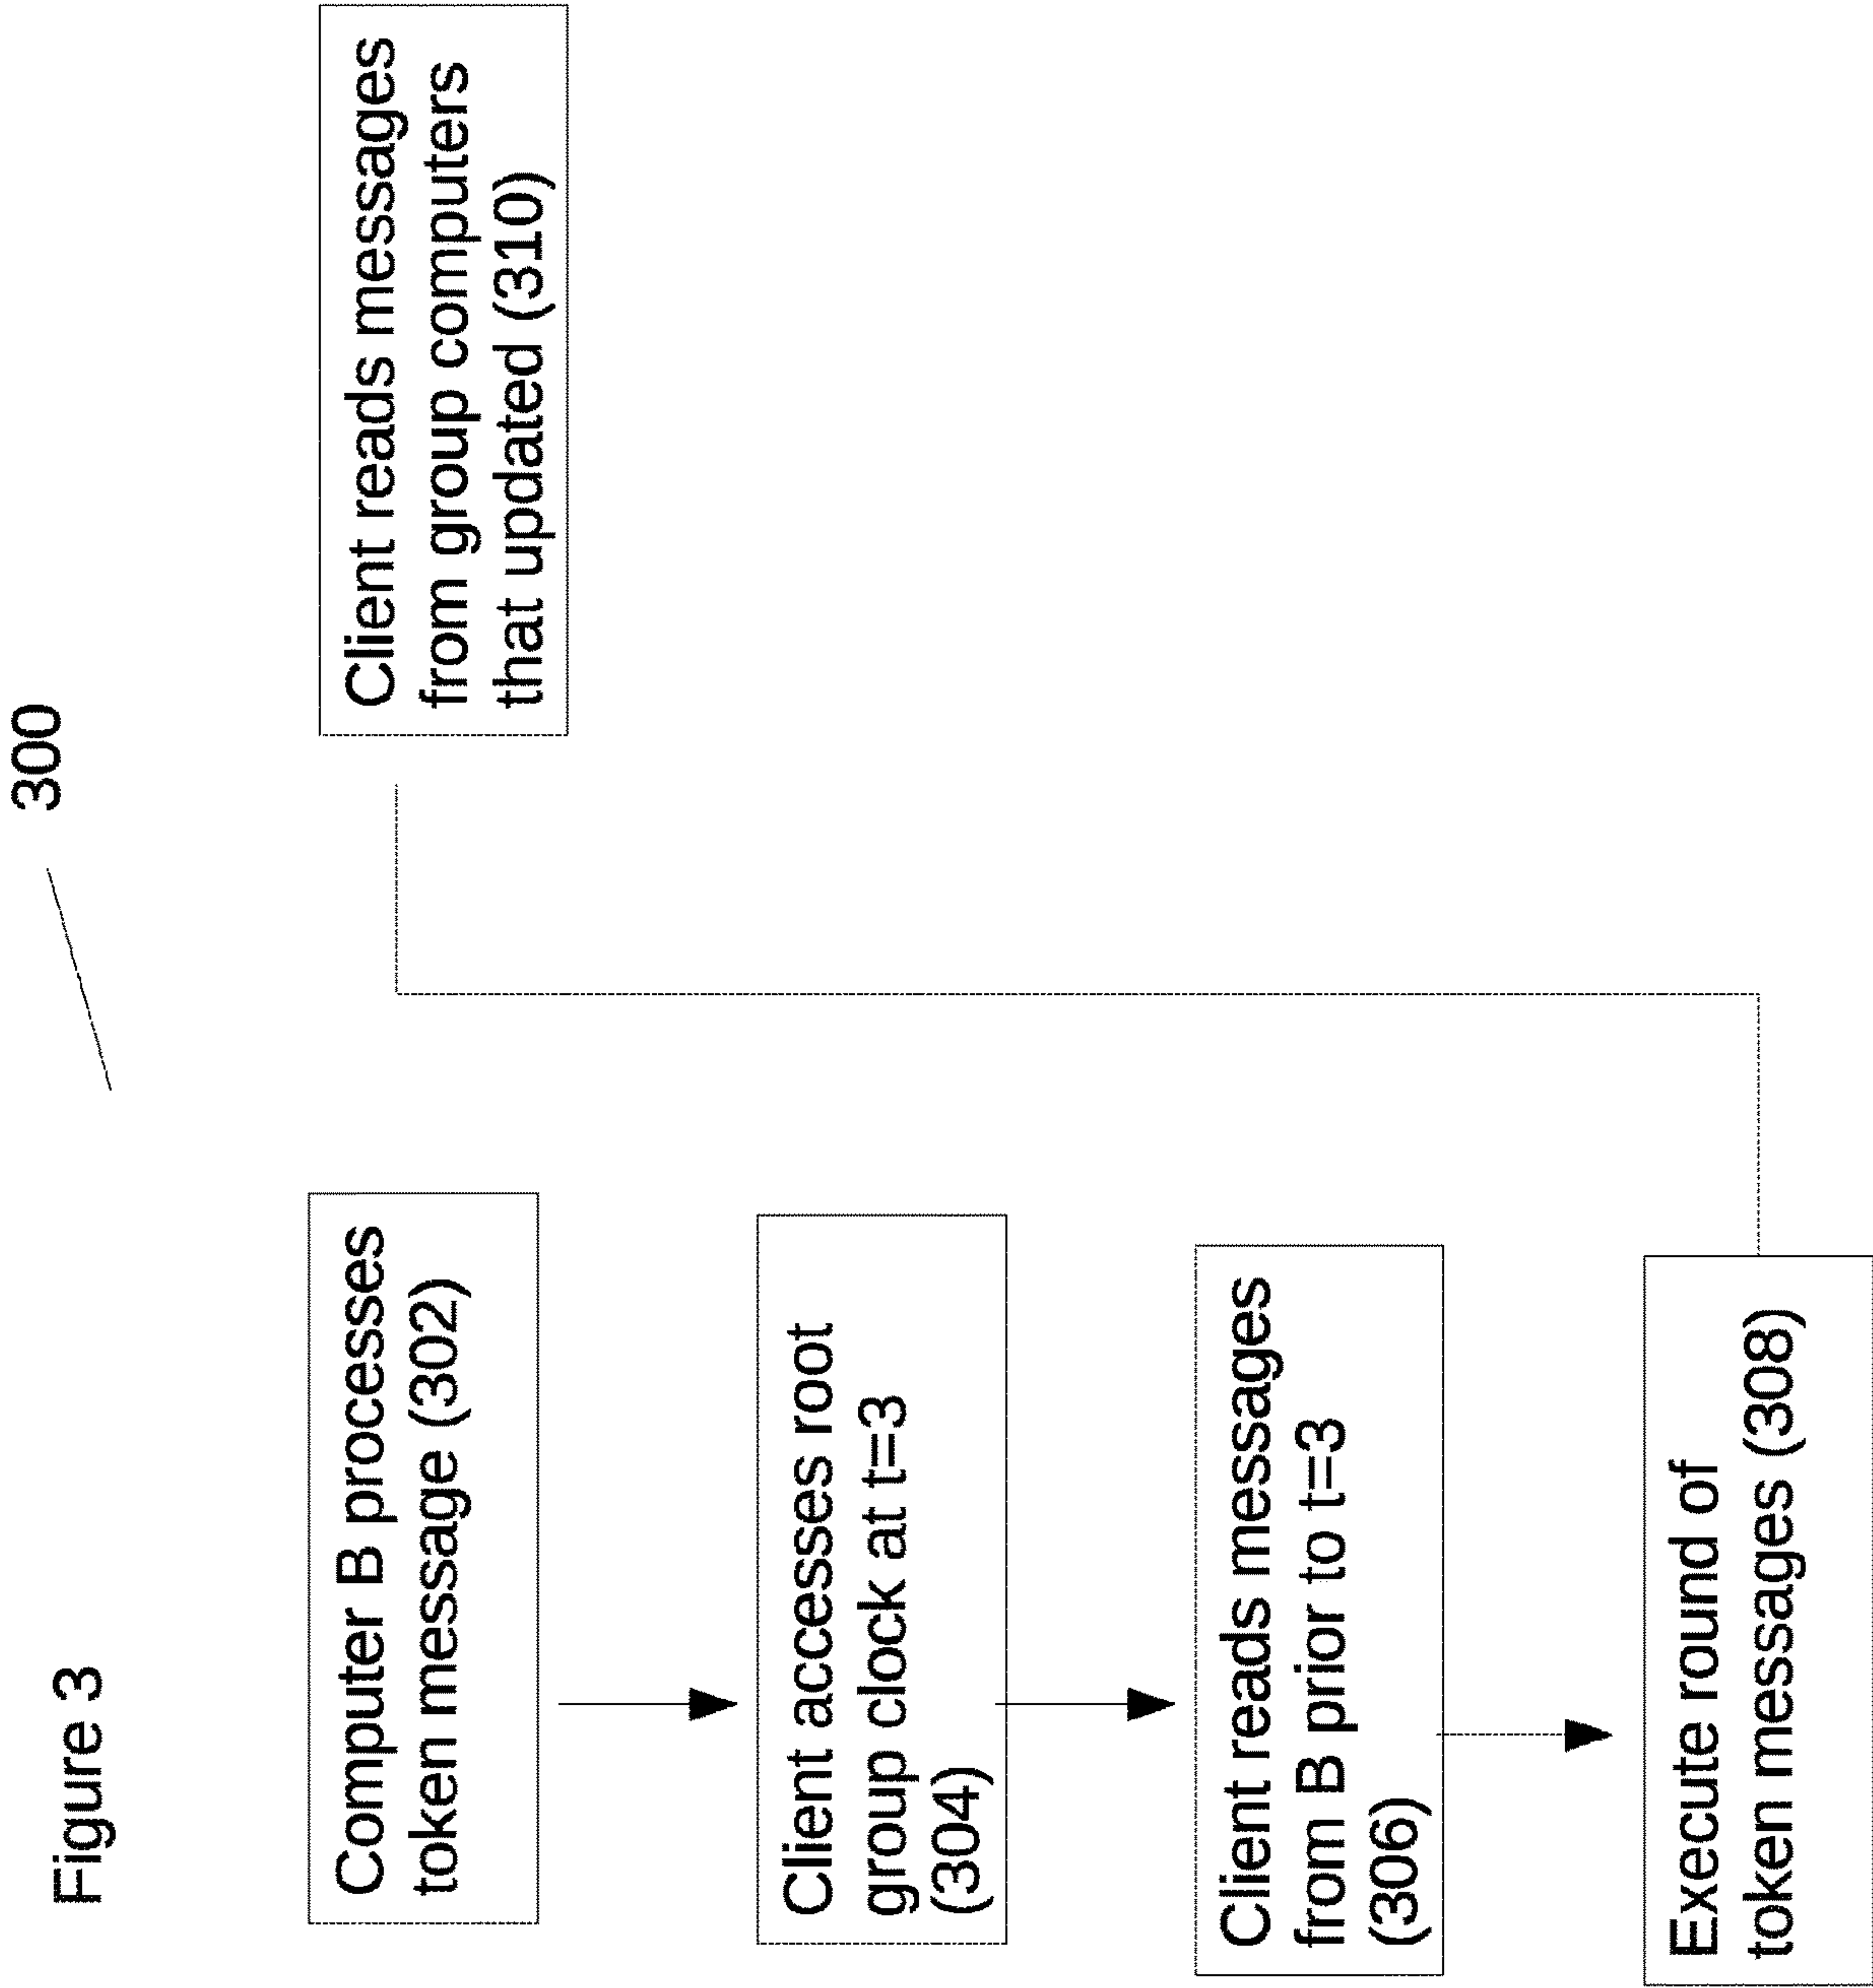 Figure 3
300
Computer B processes
token message (302)
Client accesses root
group clock at t=3
(304)
Client reads messages
from B prior to t=3
(306)
Execute round of
token messages (308)
Client reads messages
from group computers
that updated (310)